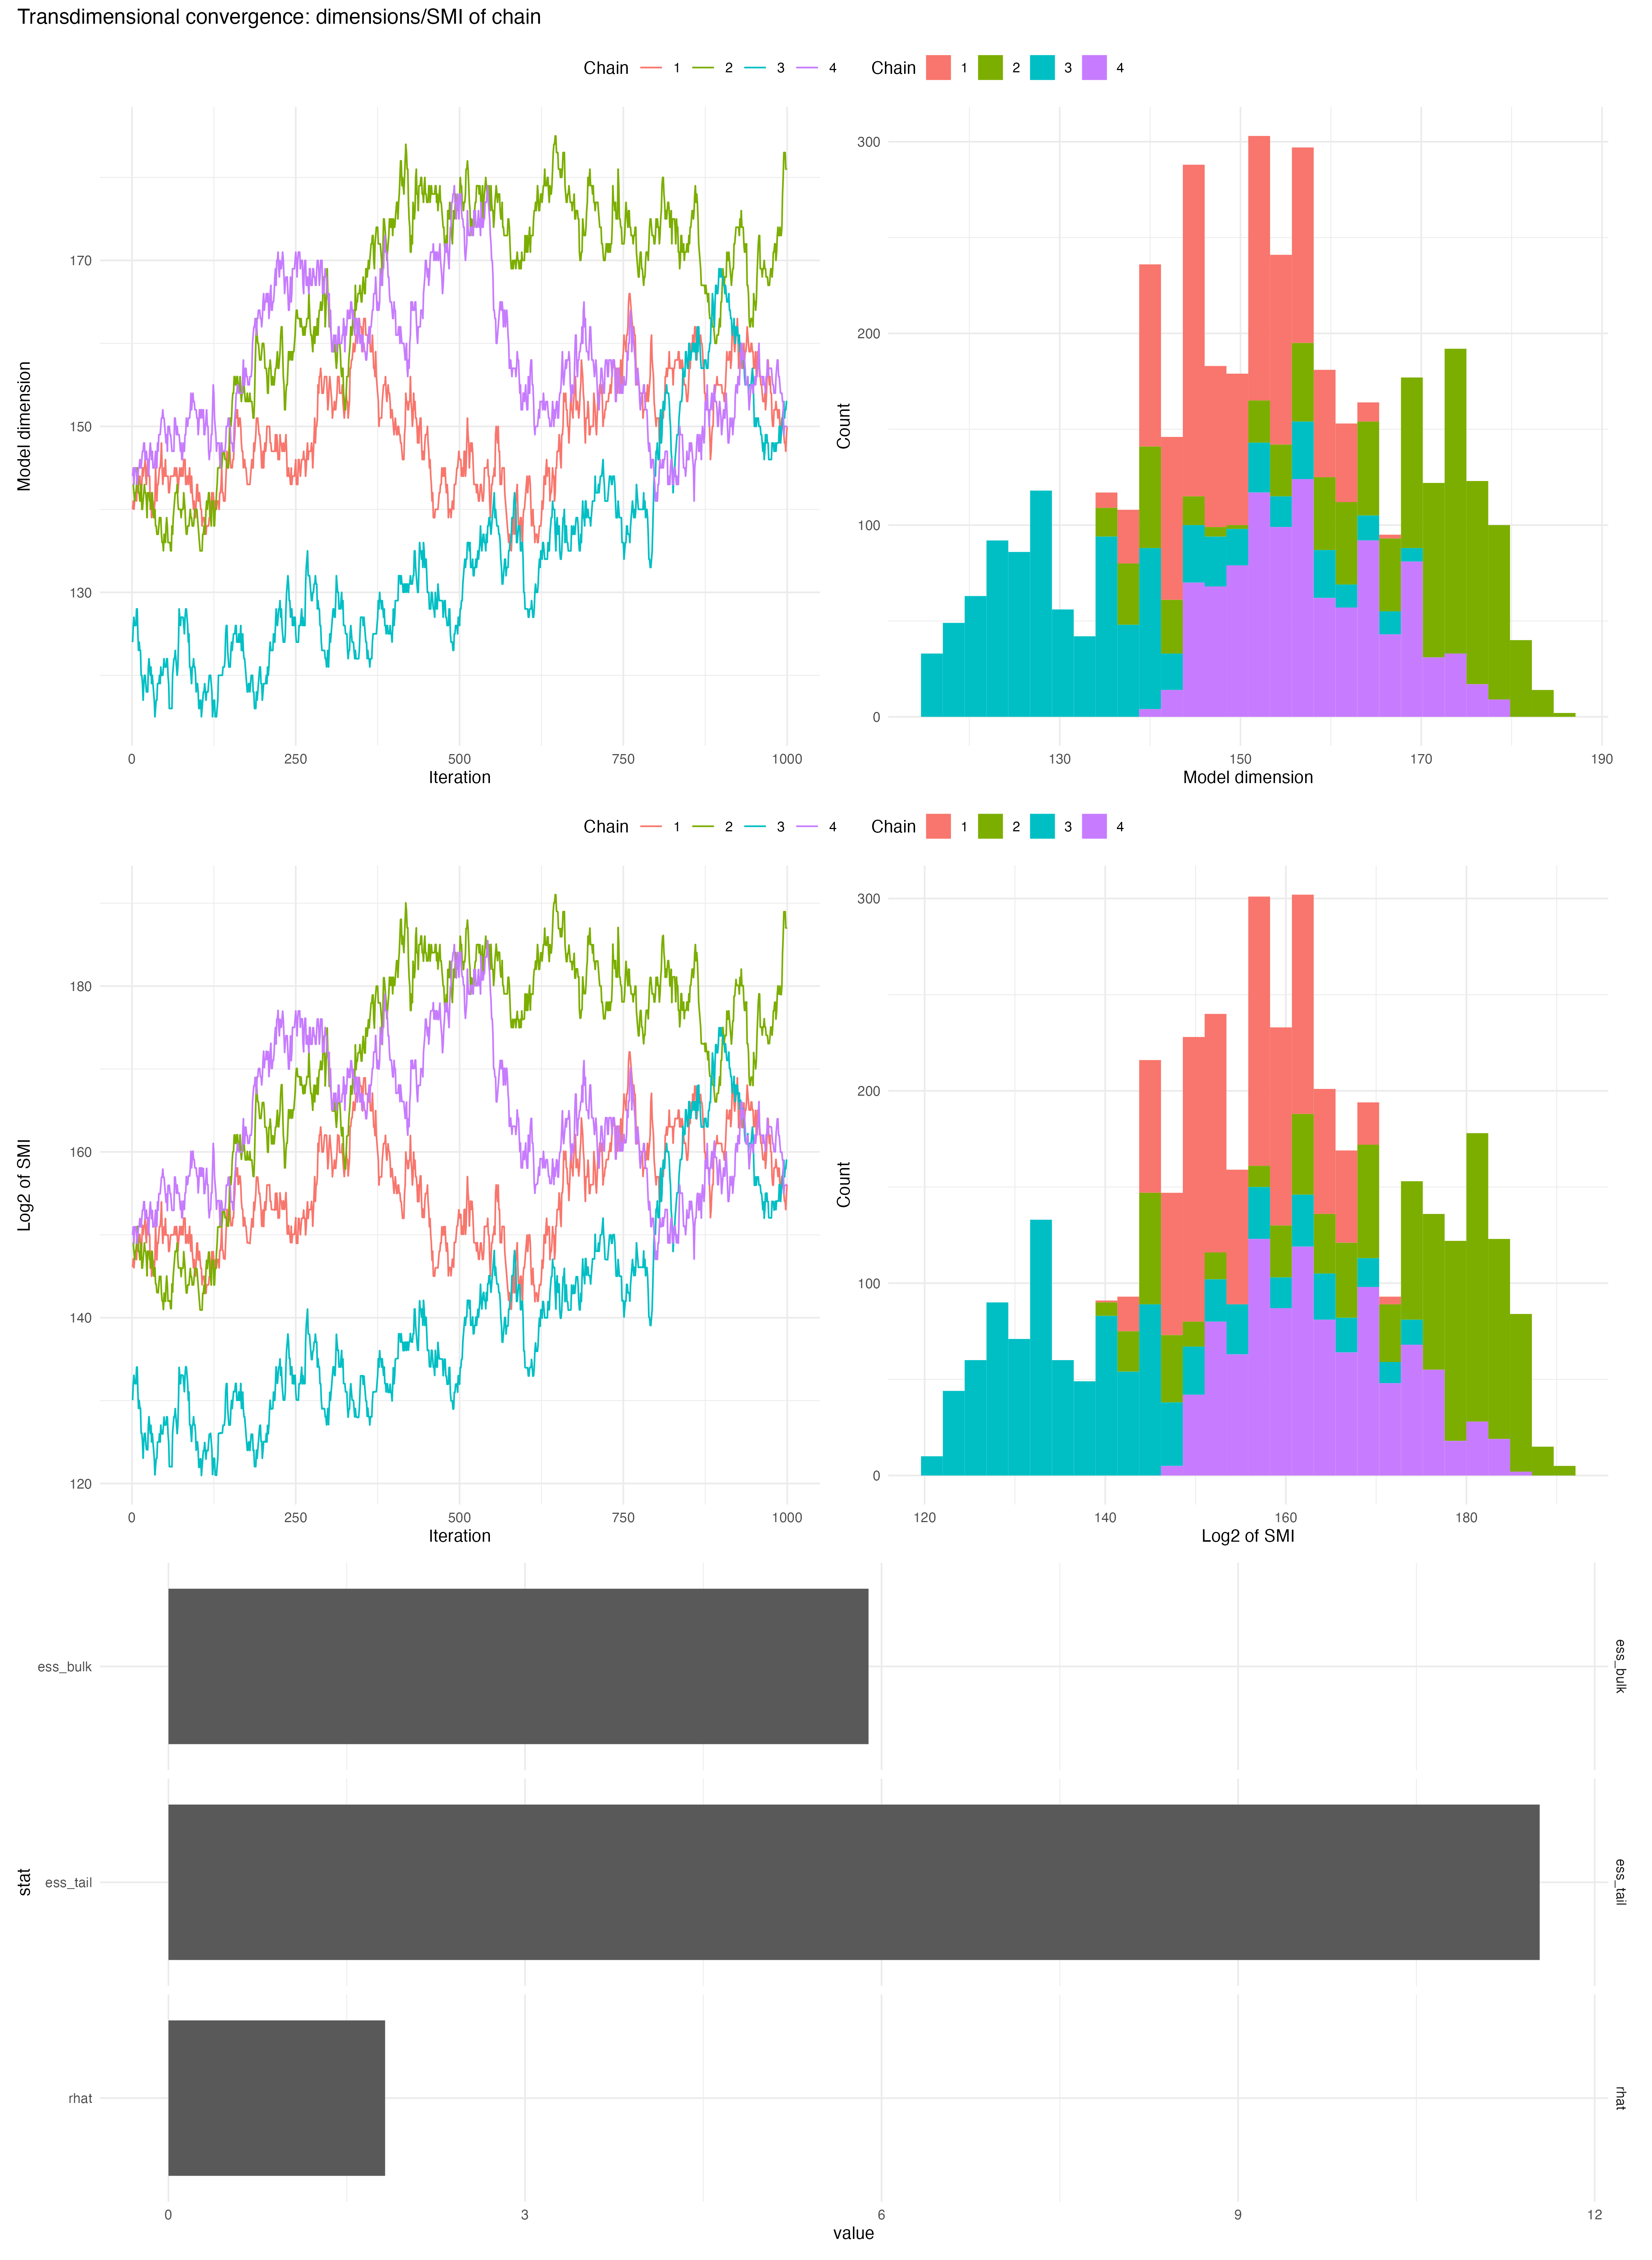 Transdimensional convergence: dimensions/SMI of chain
Chain 1 2 3 4 Chain 1 2 3 4
Model dimension
170
150
130
0 250 500 750 1000
Iteration
Count
300
200
100
0
130 150 170 190
Model dimension
Chain 1 2 3 4 Chain 1 2 3 4
Log2 of SMI
180
160
140
120
0 250 500 750 1000
Iteration
Count
300
200
100
0
120 140 160 180
Log2 of SMI
stat
ess_bulk
ess_bulk
ess_tail
ess_tail
rhat
rhat
0 3 6 9 12
value